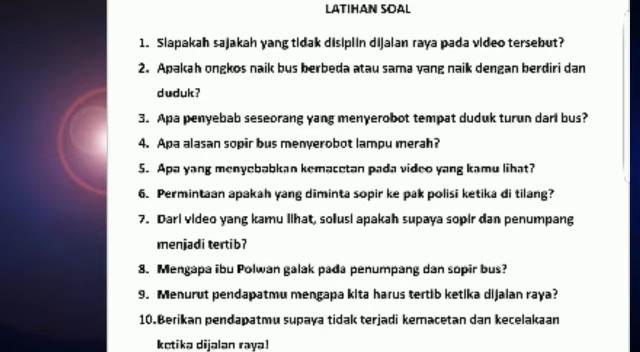 LATIHAN SOAL
1. Siapakah sajakah yang tidak disiplin dijalan raya pada video tersebut?
2. Apakah ongkos naik bus berbeda atau sama yang naik dengan berdiri dan
duduk?
3. Apa penyebab seseorang yang menyerobot tempat duduk turun dari bus?
4. Apa alasan sopir bus menyerobot lampu merah?
5. Apa yang menyebabkan kemacetan pada video yang kamu lihat?
6. Permintaan apakah yang diminta sopir ke pak polisi ketika di tilang?
7. Dari video yang kamu lihat, solusi apakah supaya sopir dan penumpang
menjadi tertib?
8. Mengapa ibu Polwan galak pada penumpang dan sopir bus?
9. Menurut pendapatmu mengapa kita harus tertib ketika dijalan raya?
10.Berikan pendapatmu supaya tidak terjadi kemacetan dan kecelakaan
ketika dijalan raya!